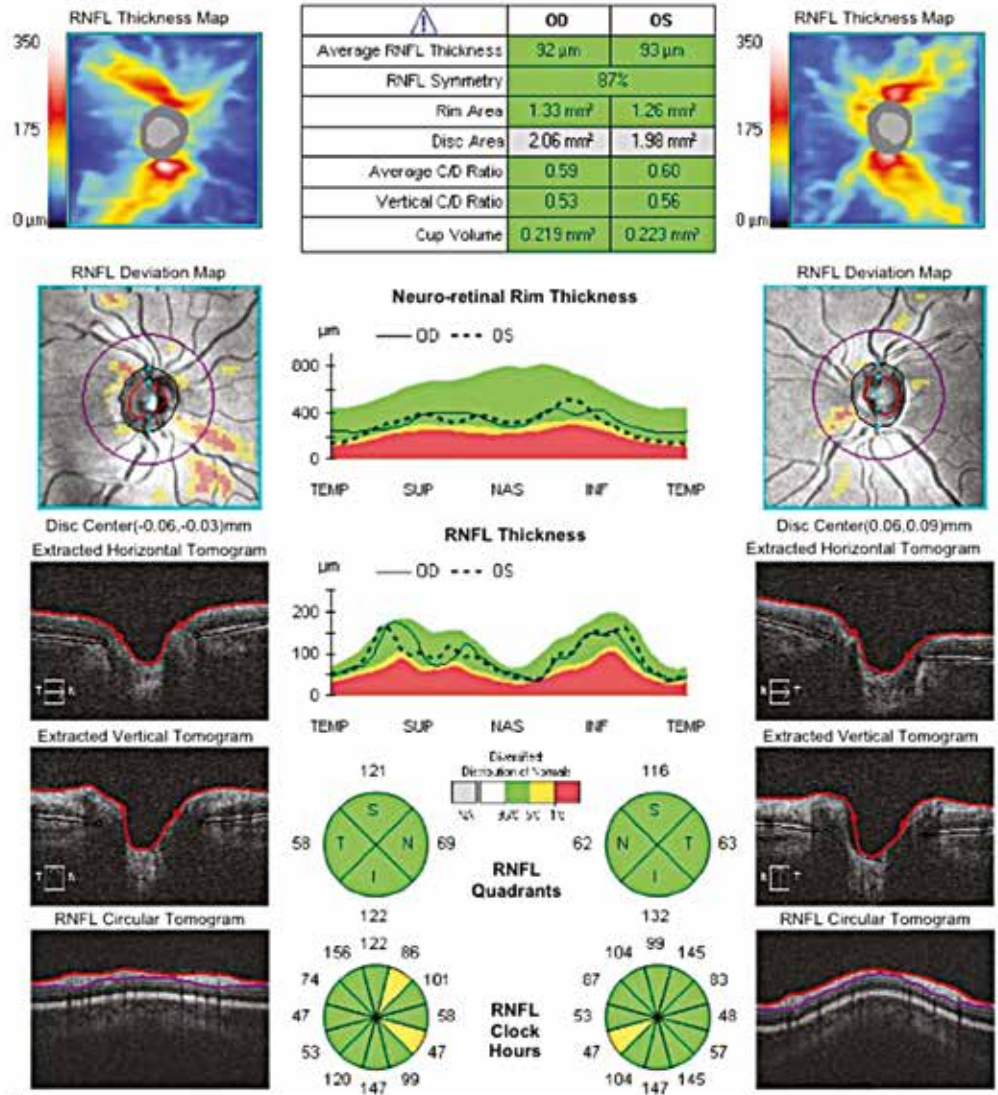 RNFL Thickness Map
350
175
0 µm
OD OS
Average RNFL Thickness 92 µm 93 µm
RNFL Symmetry 87%
Rim Area 1.33 mm² 1.26 mm²
Disc Area 2.06 mm² 1.98 mm²
Average C/D Ratio 0.59 0.60
Vertical C/D Ratio 0.53 0.56
Cup Volume 0.219 mm³ 0.223 mm³
RNFL Thickness Map
350
175
0 µm
RNFL Deviation Map
Disc Center(-0.06,-0.03)mm
Neuro-retinal Rim Thickness
µm OD OS
800
400
0
TEMP SUP NAS INF TEMP
RNFL Deviation Map
Disc Center(0.06,0.09)mm
Extracted Horizontal Tomogram
T N
RNFL Thickness
µm OD OS
200
100
0
TEMP SUP NAS INF TEMP
Extracted Horizontal Tomogram
N T
Extracted Vertical Tomogram
T N
Diversified
Distribution of Normals
NA 95% 5% 1%
121
58 S T N I 69
122
RNFL
Quadrants
116
62 S N T I 63
132
Extracted Vertical Tomogram
RNFL Circular Tomogram
156 122 86
74 101
47 58
53 47
120 147 99
RNFL
Clock
Hours
104 99 145
87 83
53 48
47 57
104 147 145
RNFL Circular Tomogram